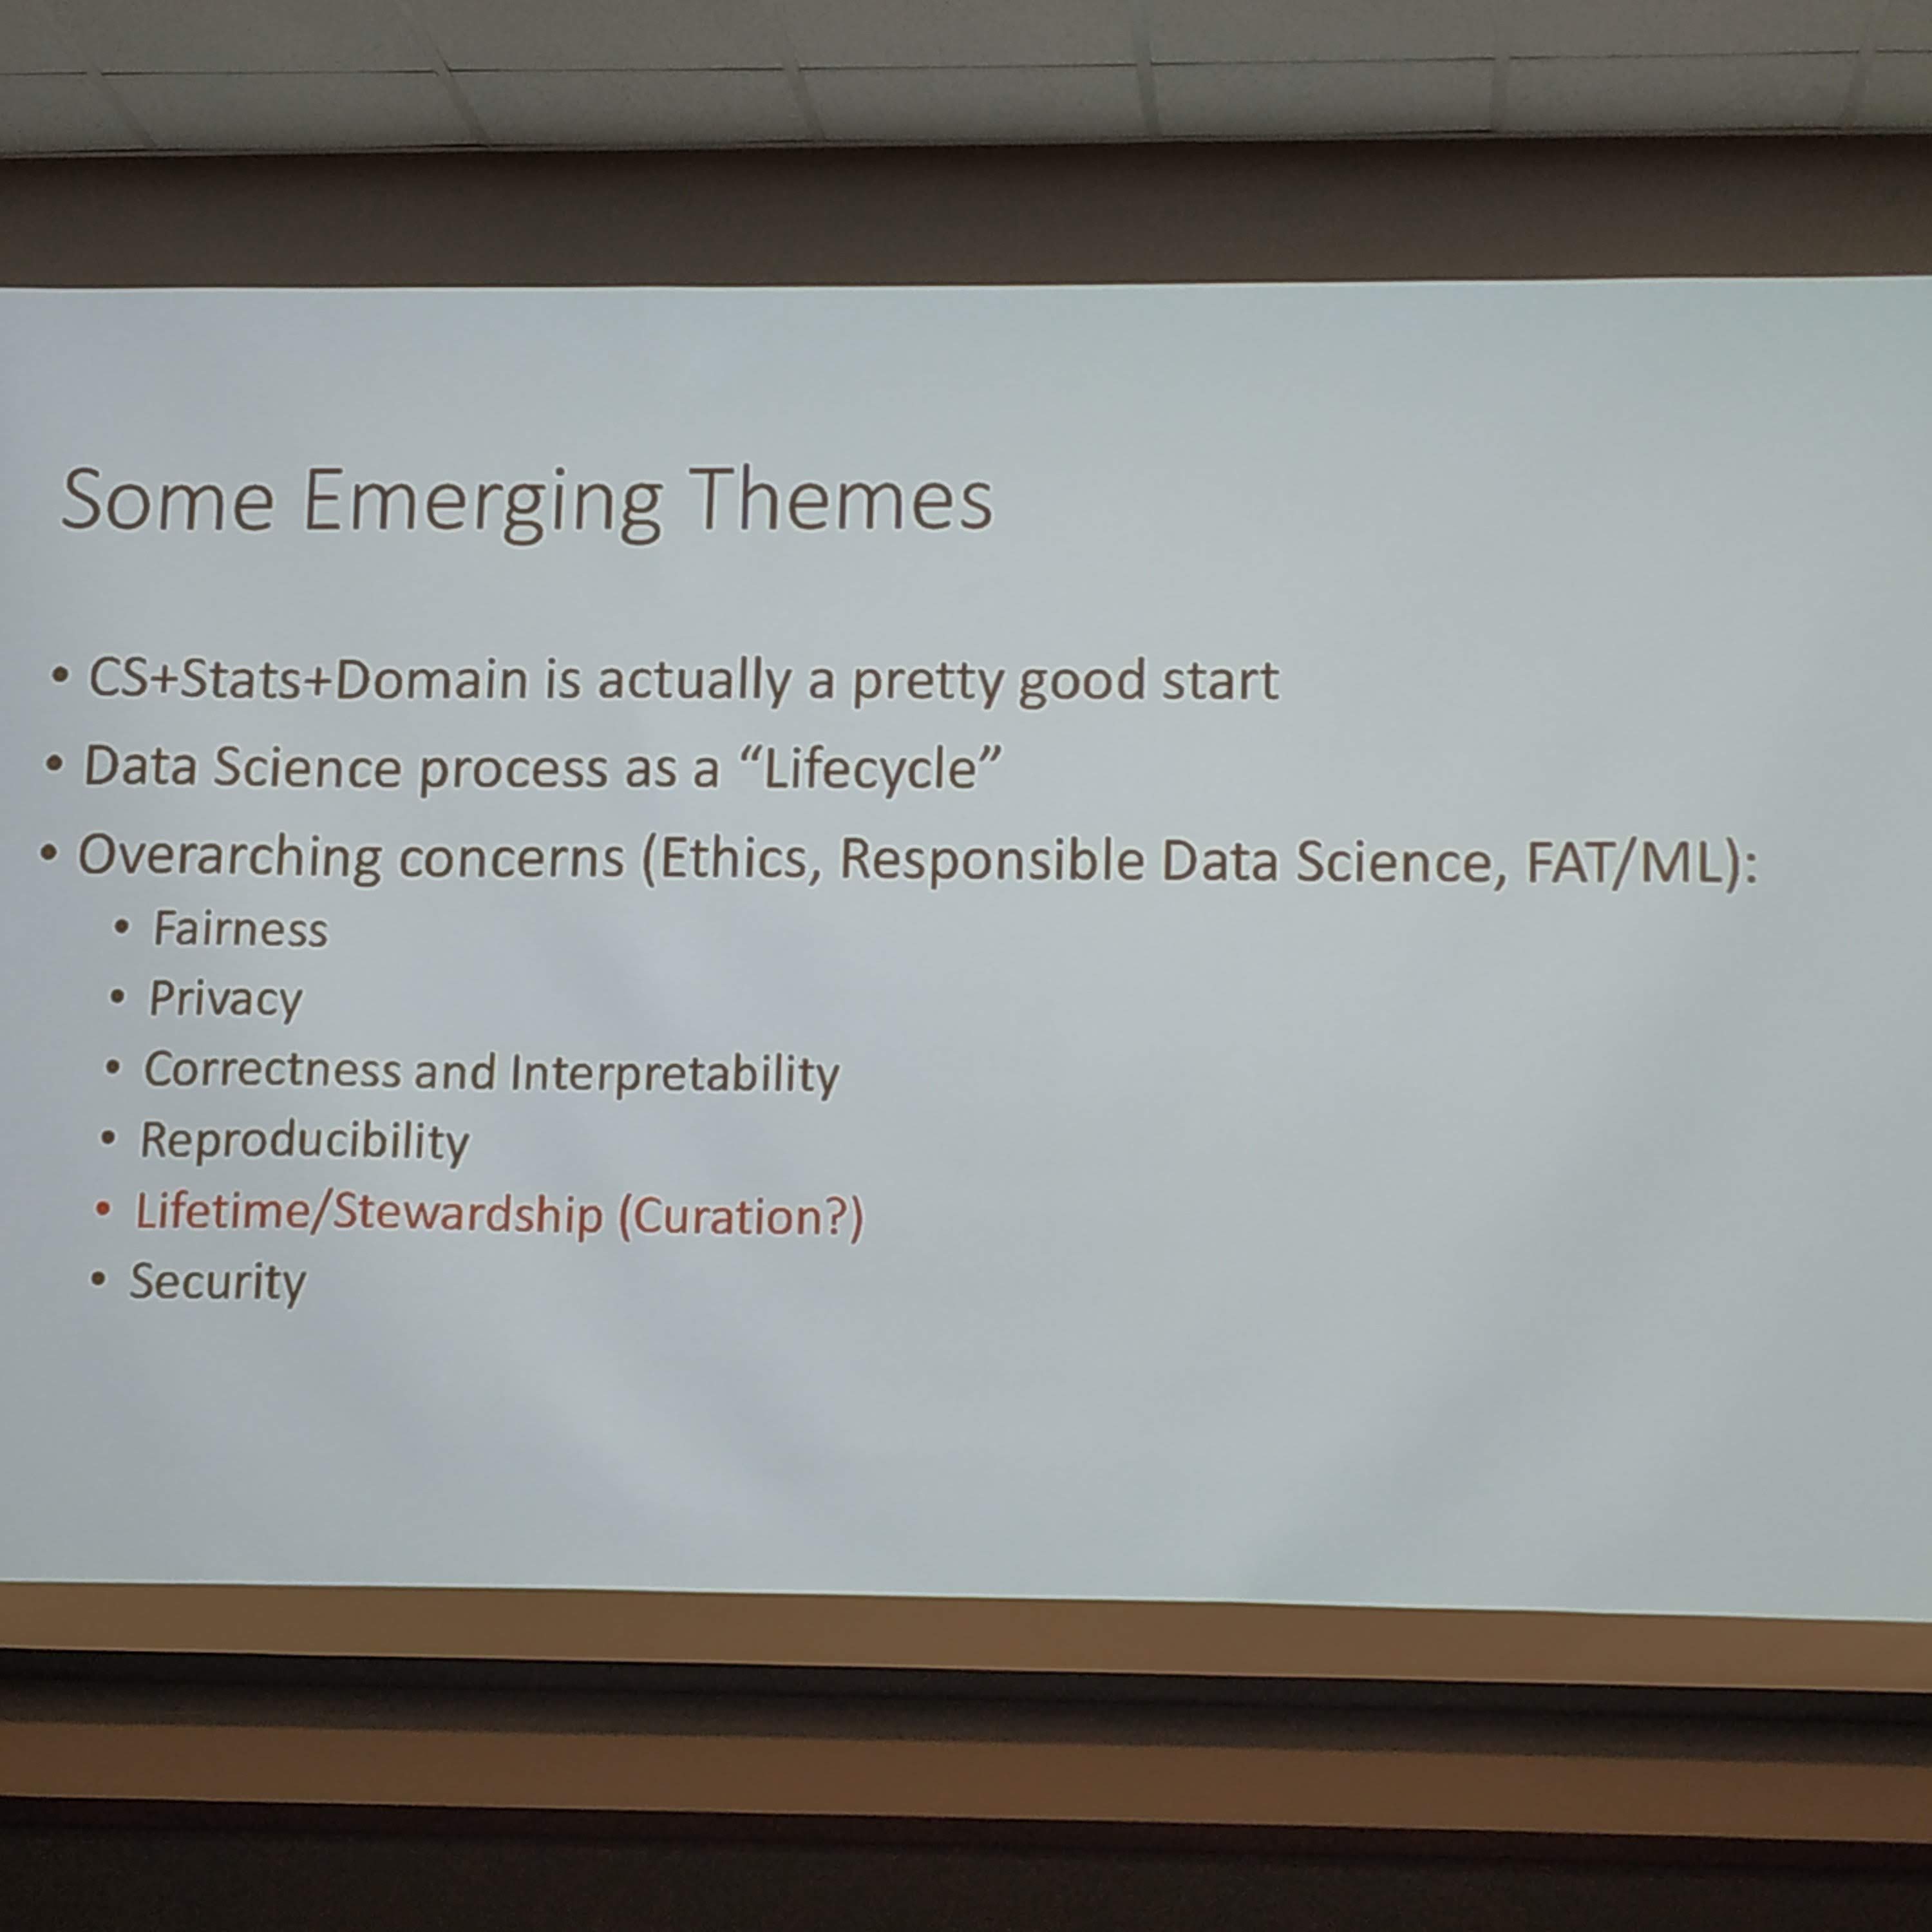 Some Emerging Themes
• CS+Stats+Domain is actually a pretty good start
• Data Science process as a “Lifecycle”
• Overarching concerns (Ethics, Responsible Data Science, FAT/ML):
• Fairness
• Privacy
• Correctness and Interpretability
• Reproducibility
• Lifetime/Stewardship (Curation?)
• Security